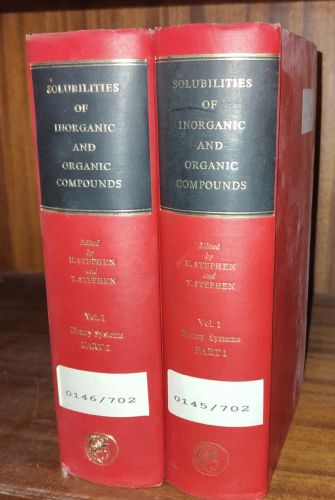 SOLUBILITIES
OF
INORGANIC
AND
ORGANIC
COMPOUNDS
Edited
by
H. STEPHEN
and
T. STEPHEN
Vol. 1
Binary Systems
PART 2
0146/702
SOLUBILITIES
OF
INORGANIC
AND
ORGANIC
COMPOUNDS
Edited
by
H. STEPHEN
and
T. STEPHEN
Vol. 1
Binary Systems
PART 1
0145/702